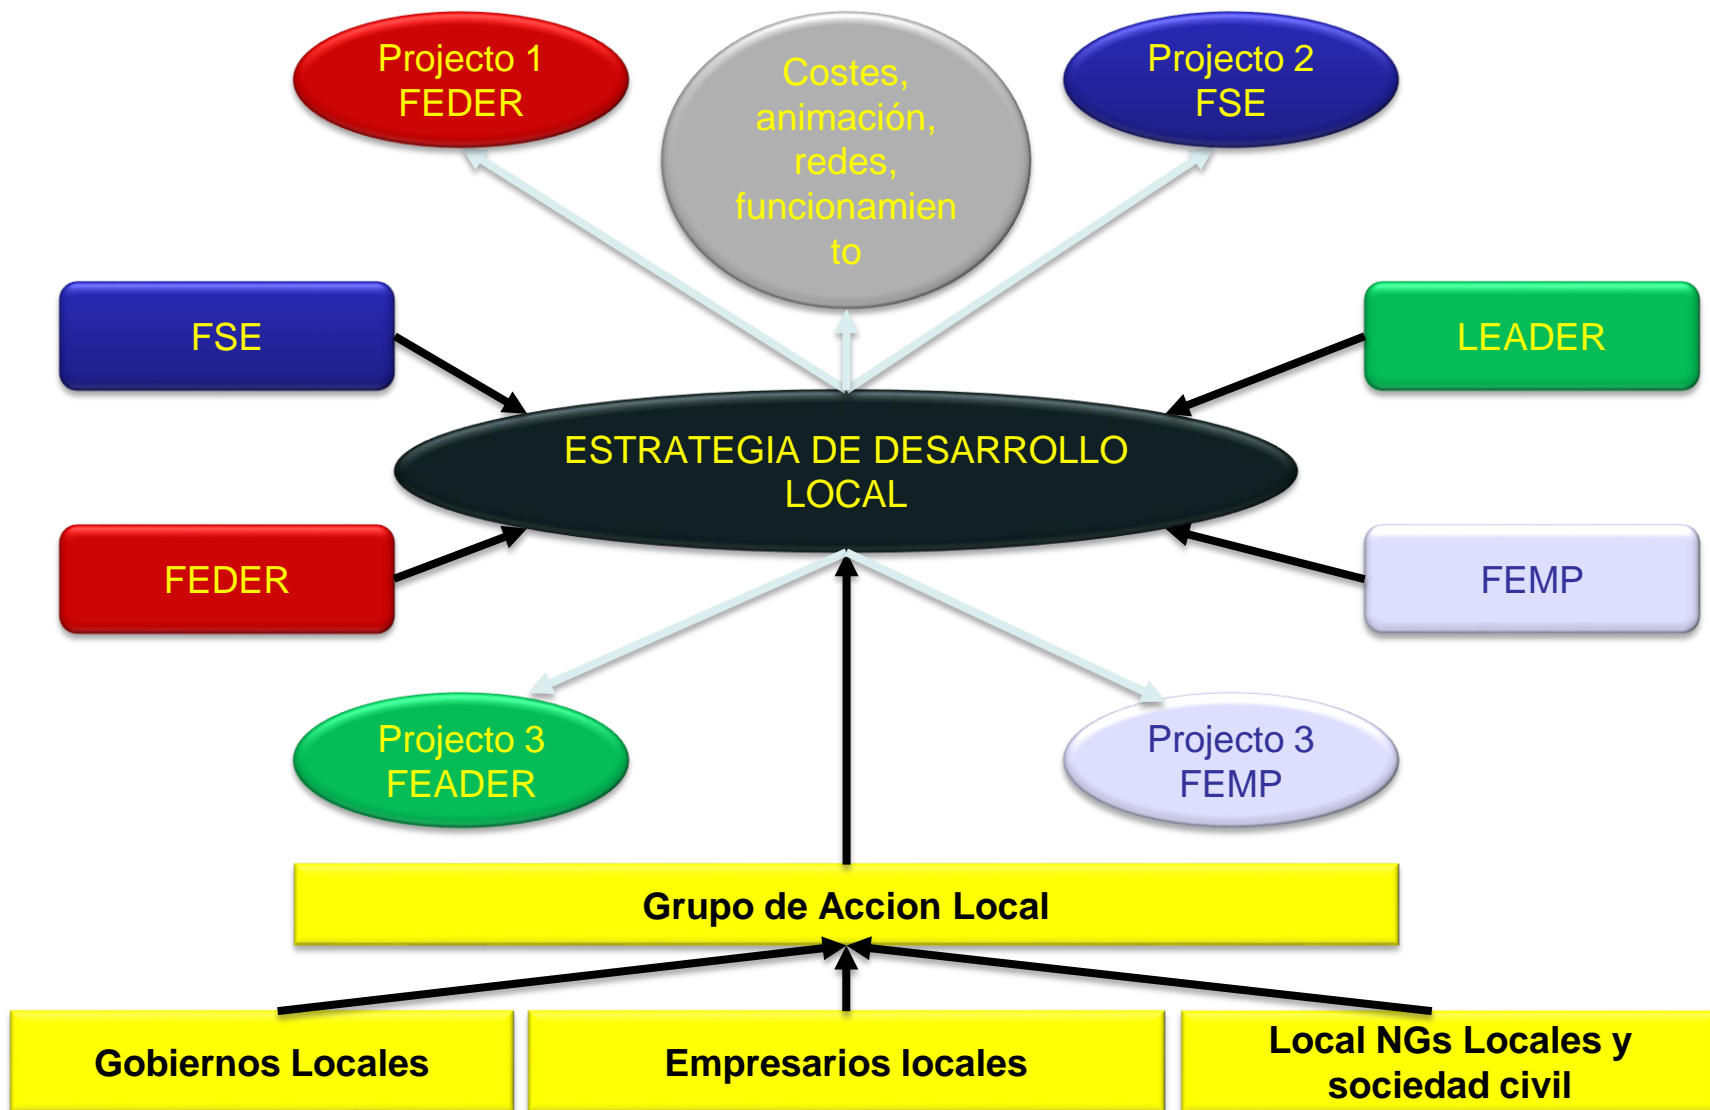 Projecto 1
FEDER
Costes,
animación,
redes,
funcionamien
to
Projecto 2
FSE
FSE
LEADER
ESTRATEGIA DE DESARROLLO
LOCAL
FEDER
FEMP
Projecto 3
FEADER
Projecto 3
FEMP
Grupo de Accion Local
Gobiernos Locales
Empresarios locales
Local NGs Locales y
sociedad civil